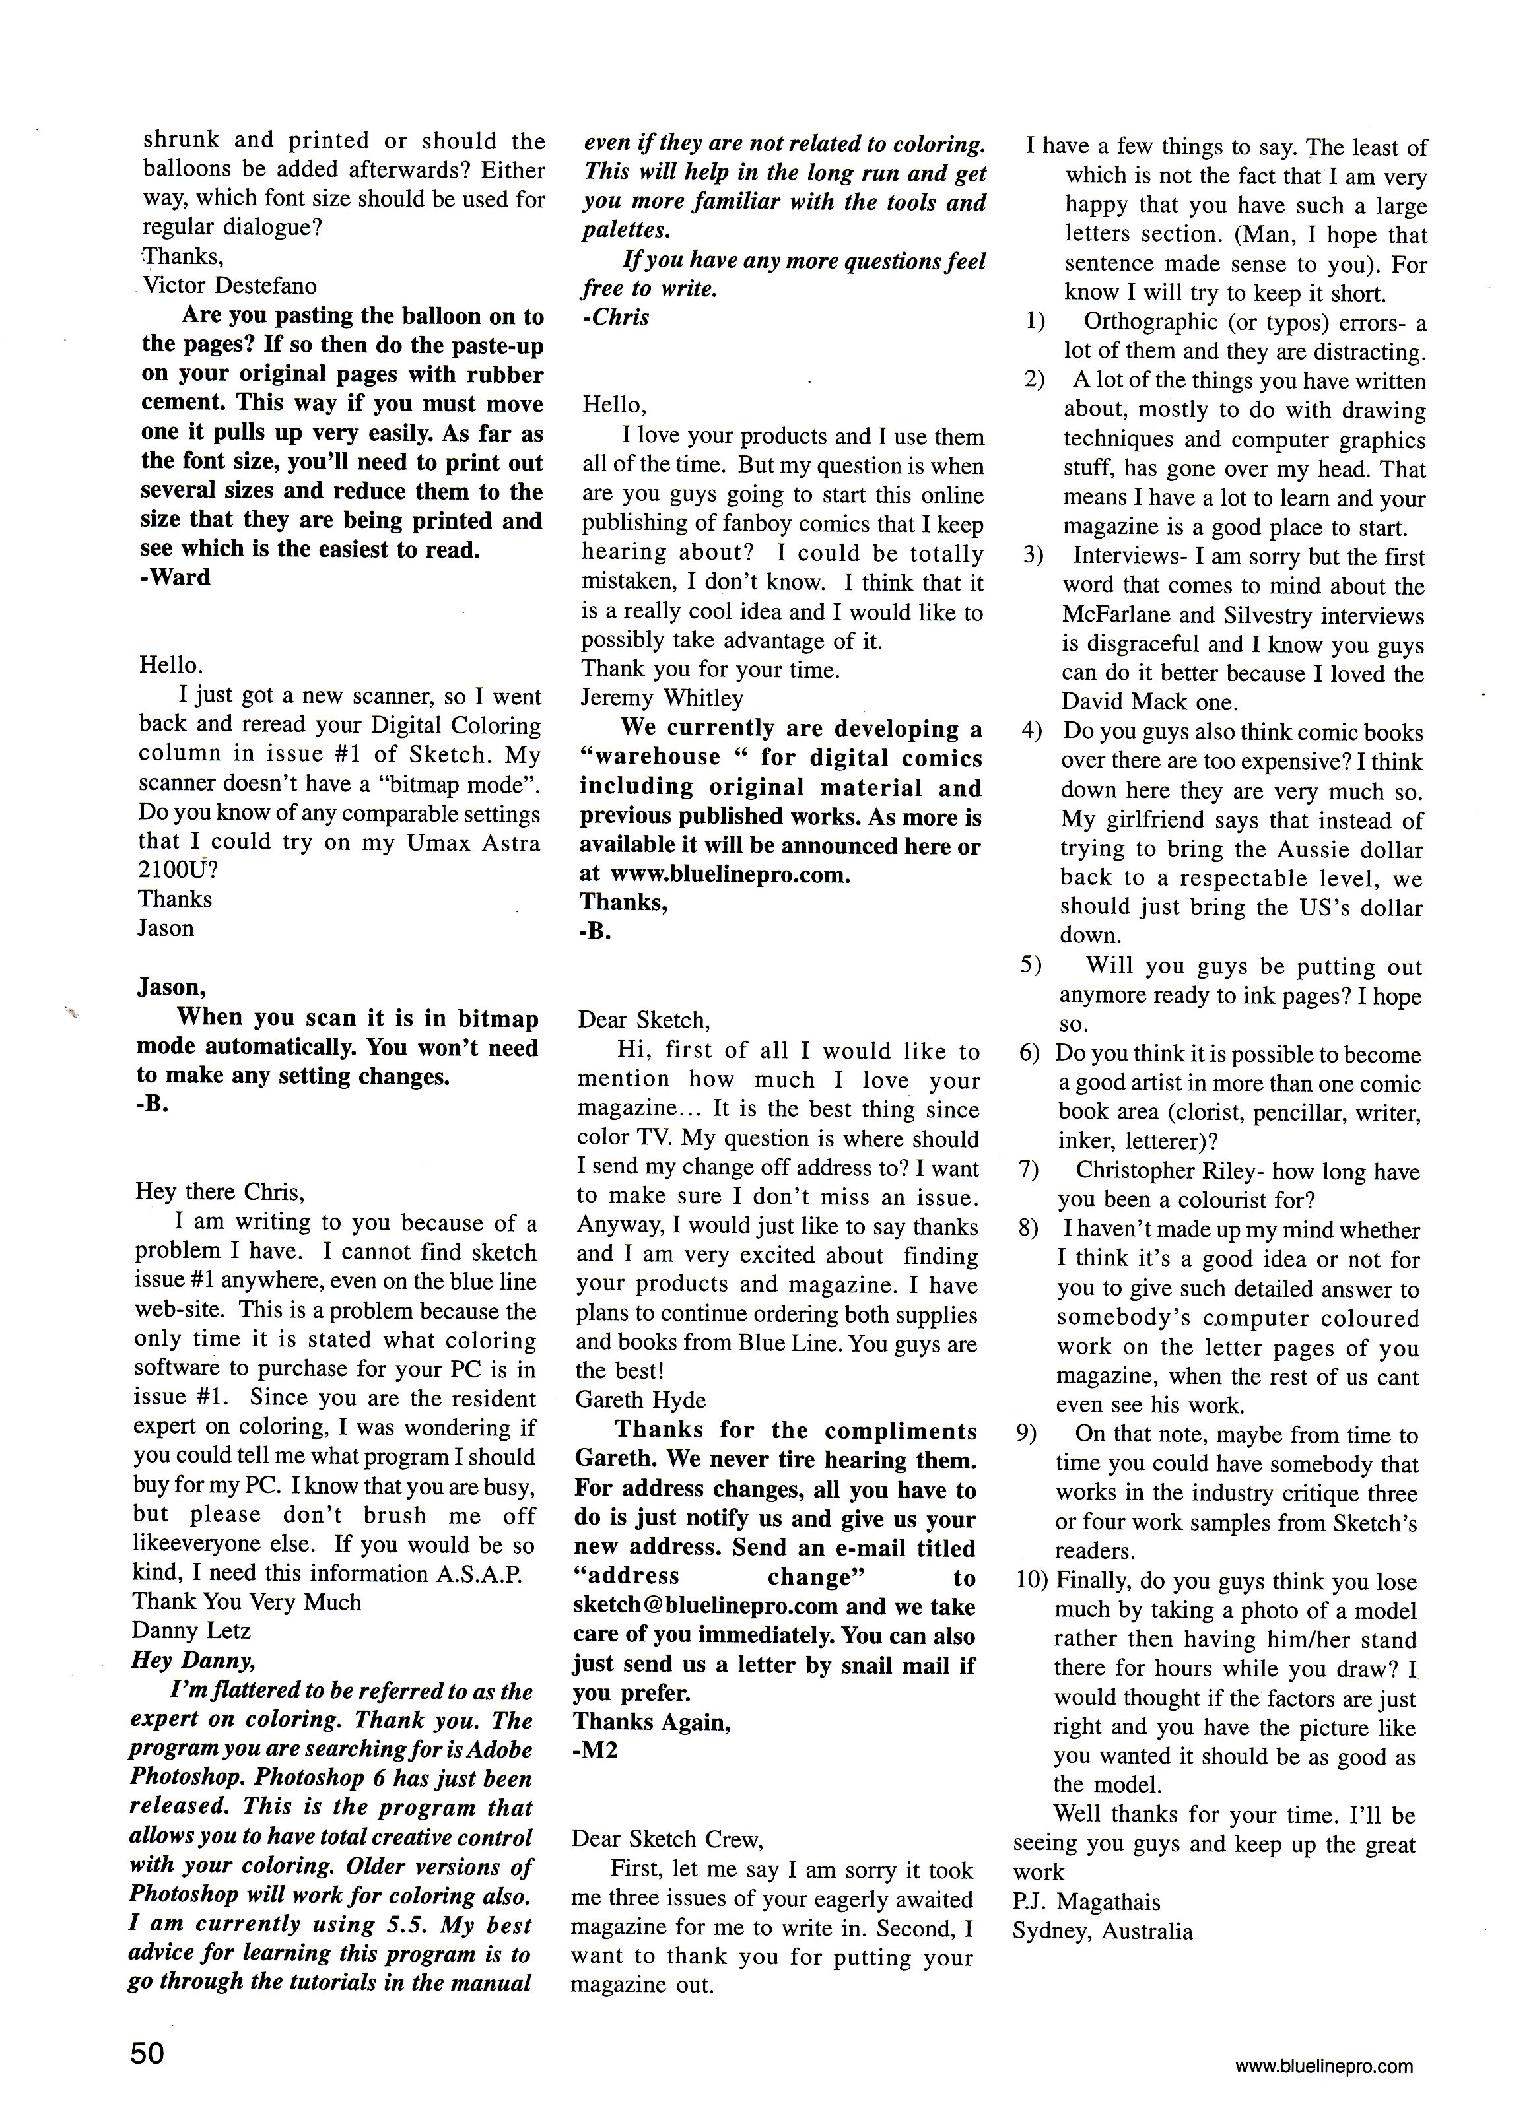 shrunk and printed or should the
balloons be added afterwards? Either
way, which font size should be used for
regular dialogue?
Thanks,
Victor Destefano
Are you pasting the balloon on to
the pages? If so then do the paste-up
on your original pages with rubber
cement. This way if you must move
one it pulls up very easily. As far as
the font size, you'll need to print out
several sizes and reduce them to the
size that they are being printed and
see which is the easiest to read.
-Ward
Hello.
I just got a new scanner, so I went
back and reread your Digital Coloring
column in issue #1 of Sketch. My
scanner doesn't have a "bitmap mode".
Do you know of any comparable settings
that I could try on my Umax Astra
2100U?
Thanks
Jason
Jason,
When you scan it is in bitmap
mode automatically. You won't need
to make any setting changes.
-B.
Hey there Chris,
I am writing to you because of a
problem I have. I cannot find sketch
issue #1 anywhere, even on the blue line
web-site. This is a problem because the
only time it is stated what coloring
software to purchase for your PC is in
issue #1. Since you are the resident
expert on coloring, I was wondering if
you could tell me what program I should
buy for my PC. I know that you are busy,
but please don't brush me off
likeeveryone else. If you would be so
kind, I need this information A.S.A.P.
Thank You Very Much
Danny Letz
Hey Danny,
I'm flattered to be referred to as the
expert on coloring. Thank you. The
program you are searching for is Adobe
Photoshop. Photoshop 6 has just been
released. This is the program that
allows you to have total creative control
with your coloring. Older versions of
Photoshop will work for coloring also.
I am currently using 5.5. My best
advice for learning this program is to
go through the tutorials in the manual
even if they are not related to coloring.
This will help in the long run and get
you more familiar with the tools and
palettes.
If you have any more questions feel
free to write.
-Chris
Hello,
I love your products and I use them
all of the time. But my question is when
are you guys going to start this online
publishing of fanboy comics that I keep
hearing about? I could be totally
mistaken, I don't know. I think that it
is a really cool idea and I would like to
possibly take advantage of it.
Thank you for your time.
Jeremy Whitley
We currently are developing a
"warehouse " for digital comics
including original material and
previous published works. As more is
available it will be announced here or
at www.bluelinepro.com.
Thanks,
-B.
Dear Sketch,
Hi, first of all I would like to
mention how much I love your
magazine... It is the best thing since
color TV. My question is where should
I send my change off address to? I want
to make sure I don't miss an issue.
Anyway, I would just like to say thanks
and I am very excited about finding
your products and magazine. I have
plans to continue ordering both supplies
and books from Blue Line. You guys are
the best!
Gareth Hyde
Thanks for the compliments
Gareth. We never tire hearing them.
For address changes, all you have to
do is just notify us and give us your
new address. Send an e-mail titled
"address change" to
sketch@bluelinepro.com and we take
care of you immediately. You can also
just send us a letter by snail mail if
you prefer.
Thanks Again,
-M2
Dear Sketch Crew,
First, let me say I am sorry it took
me three issues of your eagerly awaited
magazine for me to write in. Second, I
want to thank you for putting your
magazine out.
I have a few things to say. The least of
which is not the fact that I am very
happy that you have such a large
letters section. (Man, I hope that
sentence made sense to you). For
know I will try to keep it short.
1) Orthographic (or typos) errors- a
lot of them and they are distracting.
2) A lot of the things you have written
about, mostly to do with drawing
techniques and computer graphics
stuff, has gone over my head. That
means I have a lot to learn and your
magazine is a good place to start.
3) Interviews- I am sorry but the first
word that comes to mind about the
McFarlane and Silvestry interviews
is disgraceful and I know you guys
can do it better because I loved the
David Mack one.
4) Do you guys also think comic books
over there are too expensive? I think
down here they are very much so.
My girlfriend says that instead of
trying to bring the Aussie dollar
back to a respectable level, we
should just bring the US's dollar
down.
5) Will you guys be putting out
anymore ready to ink pages? I hope
so.
6) Do you think it is possible to become
a good artist in more than one comic
book area (clorist, pencillar, writer,
inker, letterer)?
7) Christopher Riley- how long have
you been a colourist for?
8) I haven't made up my mind whether
I think it's a good idea or not for
you to give such detailed answer to
somebody's computer coloured
work on the letter pages of you
magazine, when the rest of us cant
even see his work.
9) On that note, maybe from time to
time you could have somebody that
works in the industry critique three
or four work samples from Sketch's
readers.
10) Finally, do you guys think you lose
much by taking a photo of a model
rather then having him/her stand
there for hours while you draw? I
would thought if the factors are just
right and you have the picture like
you wanted it should be as good as
the model.
Well thanks for your time. I'll be
seeing you guys and keep up the great
work
P.J. Magathais
Sydney, Australia
50
www.bluelinepro.com